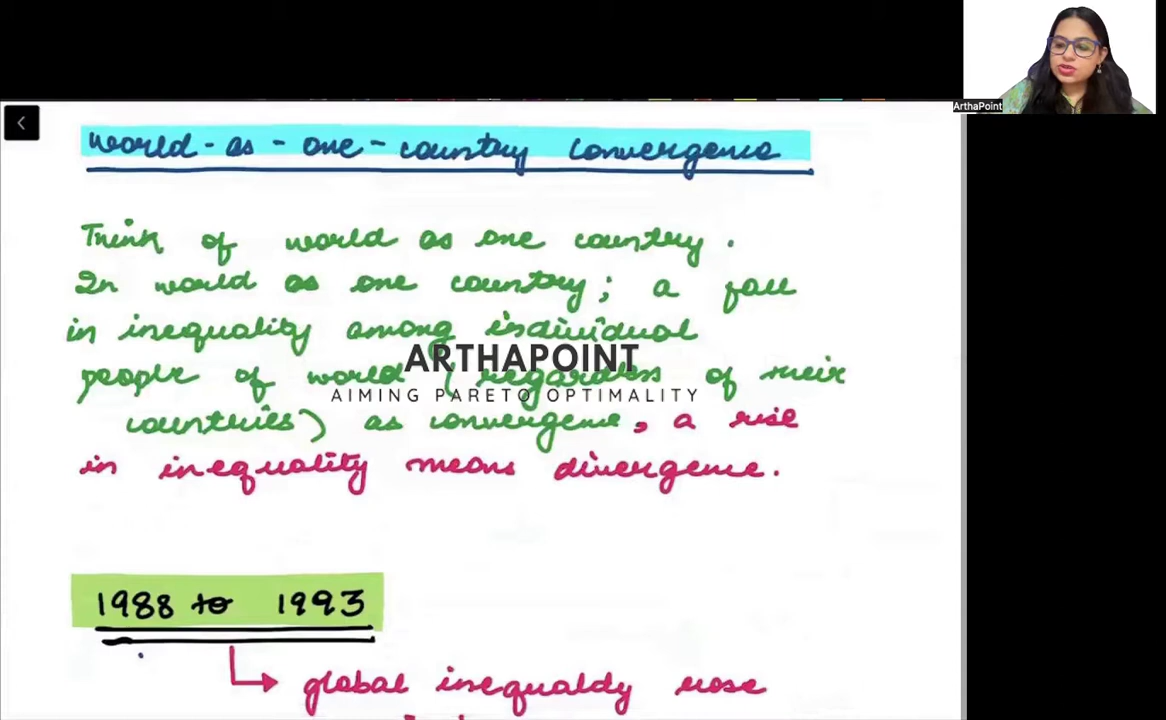 ArthaPoint
world-as-one-country convergence
Think of world as one country.
In world as one country; a fall
in inequality among individual
people of world (regardless of their
countries) as convergence, a rise
in inequality means divergence.
ARTHAPOINT
AIMING PARETO OPTIMALITY
1988 to 1993
global inequality rose